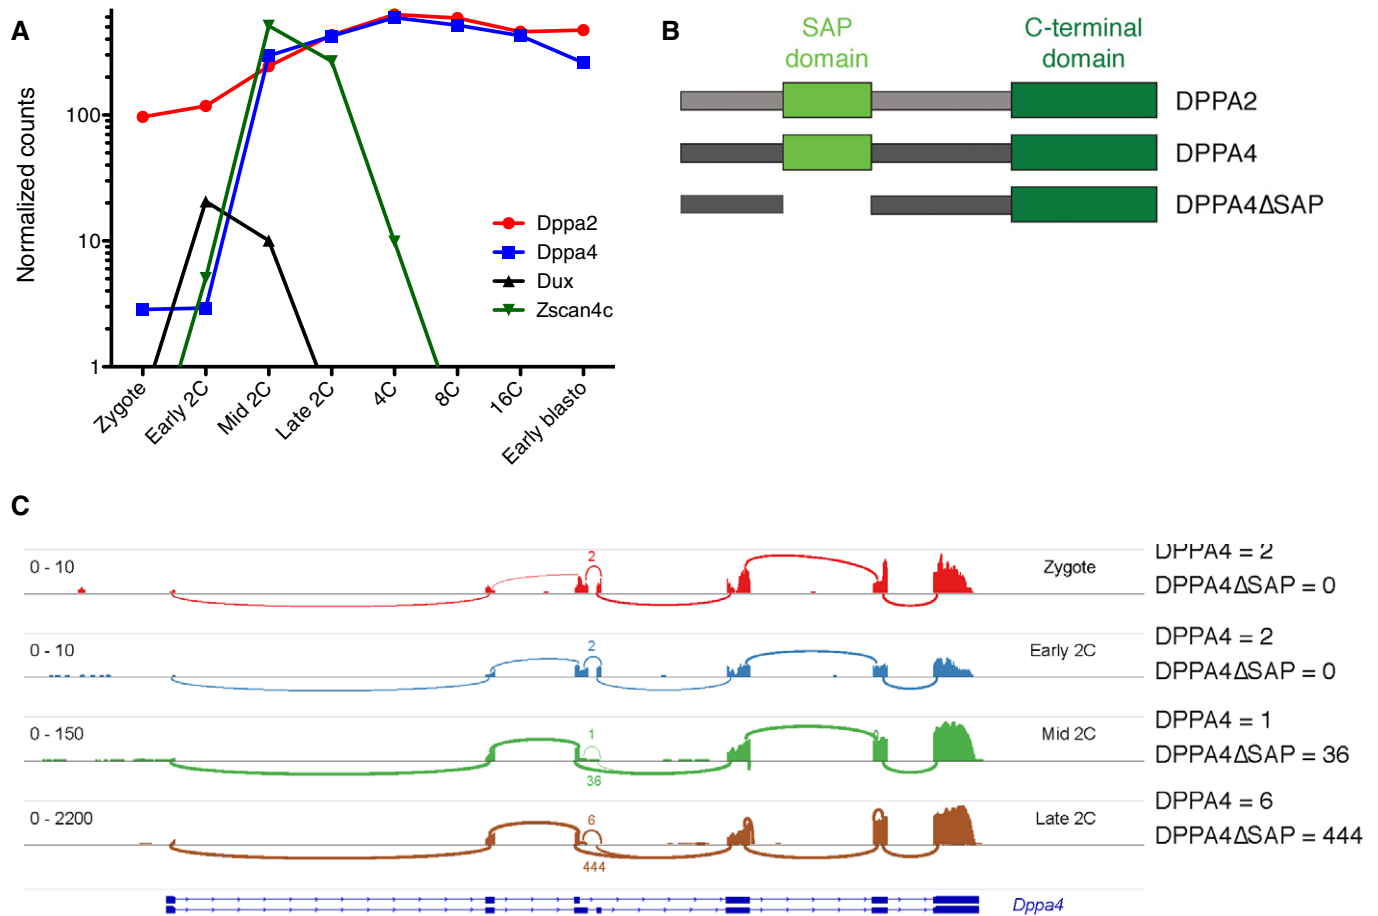 A
Normalized counts
100
10
1
Zygote
Early 2C
Mid 2C
Late 2C
4C
8C
16C
Early blasto
Dppa2
Dppa4
Dux
Zscan4c
B
SAP
domain
C-terminal
domain
DPPA2
DPPA4
DPPA4ΔSAP
C
0 - 10
2
Zygote
DPPA4 = 2
DPPA4ΔSAP = 0
0 - 10
2
Early 2C
DPPA4 = 2
DPPA4ΔSAP = 0
0 - 150
1
36
Mid 2C
DPPA4 = 1
DPPA4ΔSAP = 36
0 - 2200
6
444
Late 2C
DPPA4 = 6
DPPA4ΔSAP = 444
Dppa4